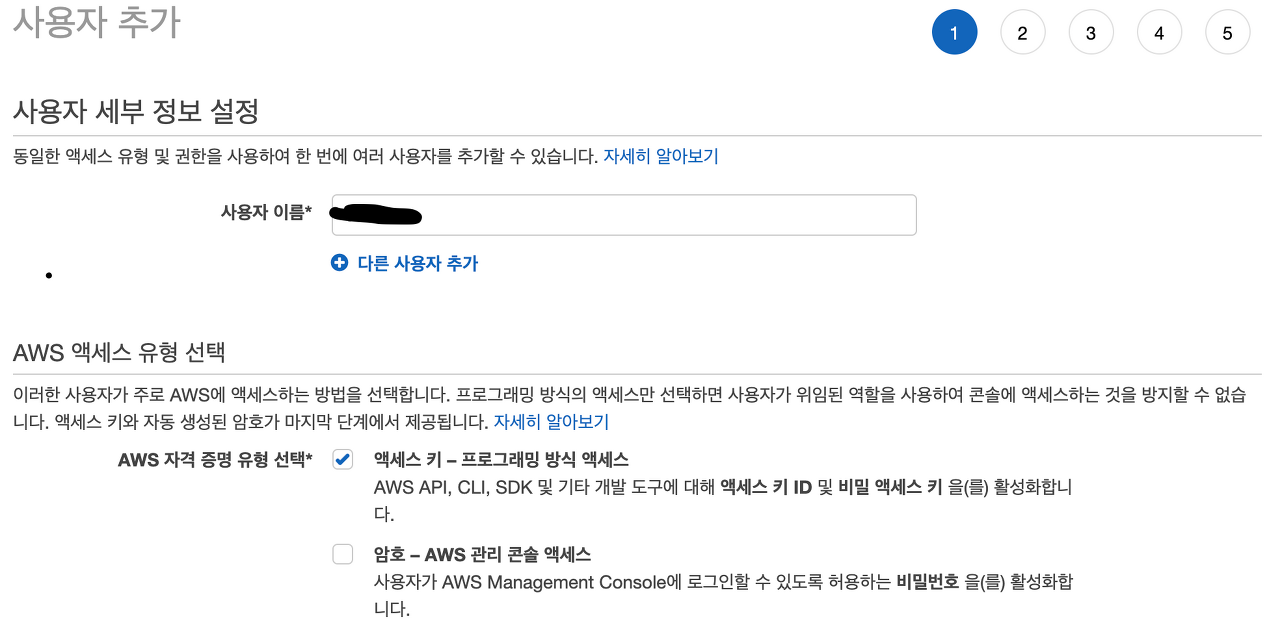 사용자 추가
1 2 3 4 5
사용자 세부 정보 설정
동일한 액세스 유형 및 권한을 사용하여 한 번에 여러 사용자를 추가할 수 있습니다. 자세히 알아보기
사용자 이름*
다른 사용자 추가
AWS 액세스 유형 선택
이러한 사용자가 주로 AWS에 액세스하는 방법을 선택합니다. 프로그래밍 방식의 액세스만 선택하면 사용자가 위임된 역할을 사용하여 콘솔에 액세스하는 것을 방지할 수 없습
니다. 액세스 키와 자동 생성된 암호가 마지막 단계에서 제공됩니다. 자세히 알아보기
AWS 자격 증명 유형 선택* 액세스 키 – 프로그래밍 방식 액세스
AWS API, CLI, SDK 및 기타 개발 도구에 대해 액세스 키 ID 및 비밀 액세스 키 을(를) 활성화합니
다.
암호 – AWS 관리 콘솔 액세스
사용자가 AWS Management Console에 로그인할 수 있도록 허용하는 비밀번호 을(를) 활성화합
니다.